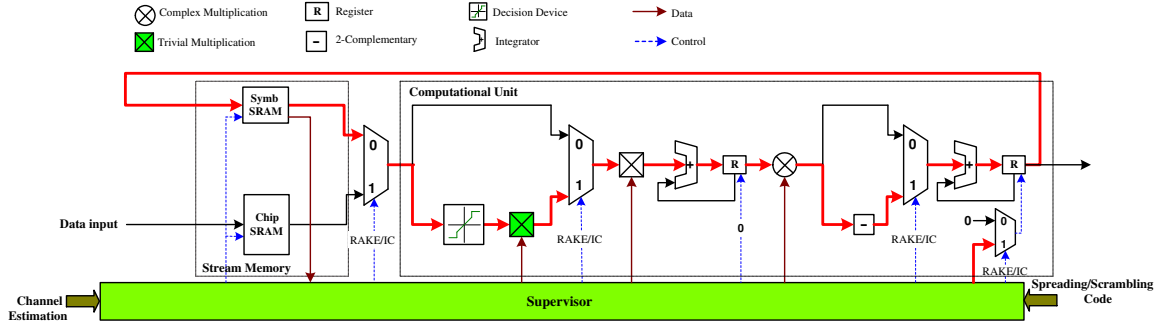 Complex Multiplication
R
Register
Decision Device
Data
Trivial Multiplication
-
2-Complementary
+
Integrator
Control
Computational Unit
Symb
SRAM
0
1
0
1
+
R
0
1
+
R
Data input
Chip
SRAM
-
0
0
1
0
RAKE/IC
RAKE/IC
RAKE/IC
RAKE/IC
Stream Memory
Channel
Estimation
Supervisor
Spreading/Scrambling
Code